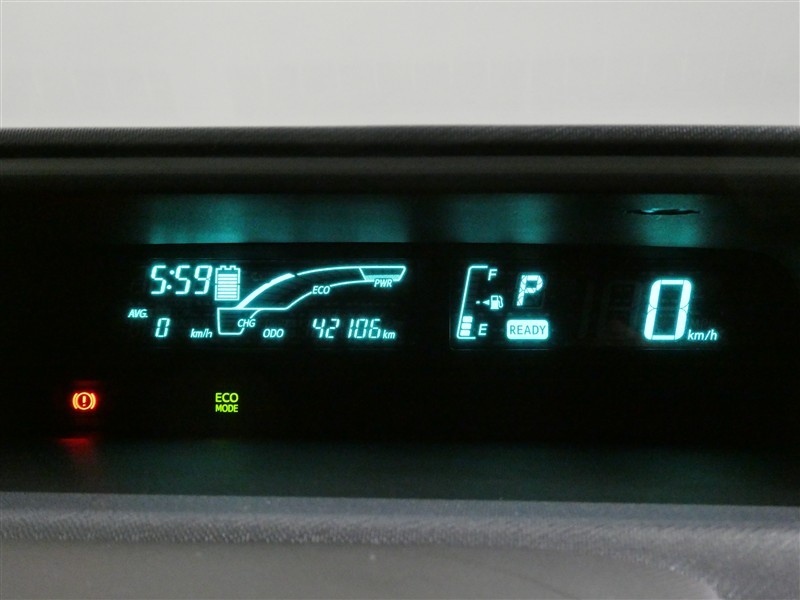 5:59
ECO
PWR
AVG. 0 km/h
CHG
ODO 42106 km
F
P
E
READY
0 km/h
ECO
MODE